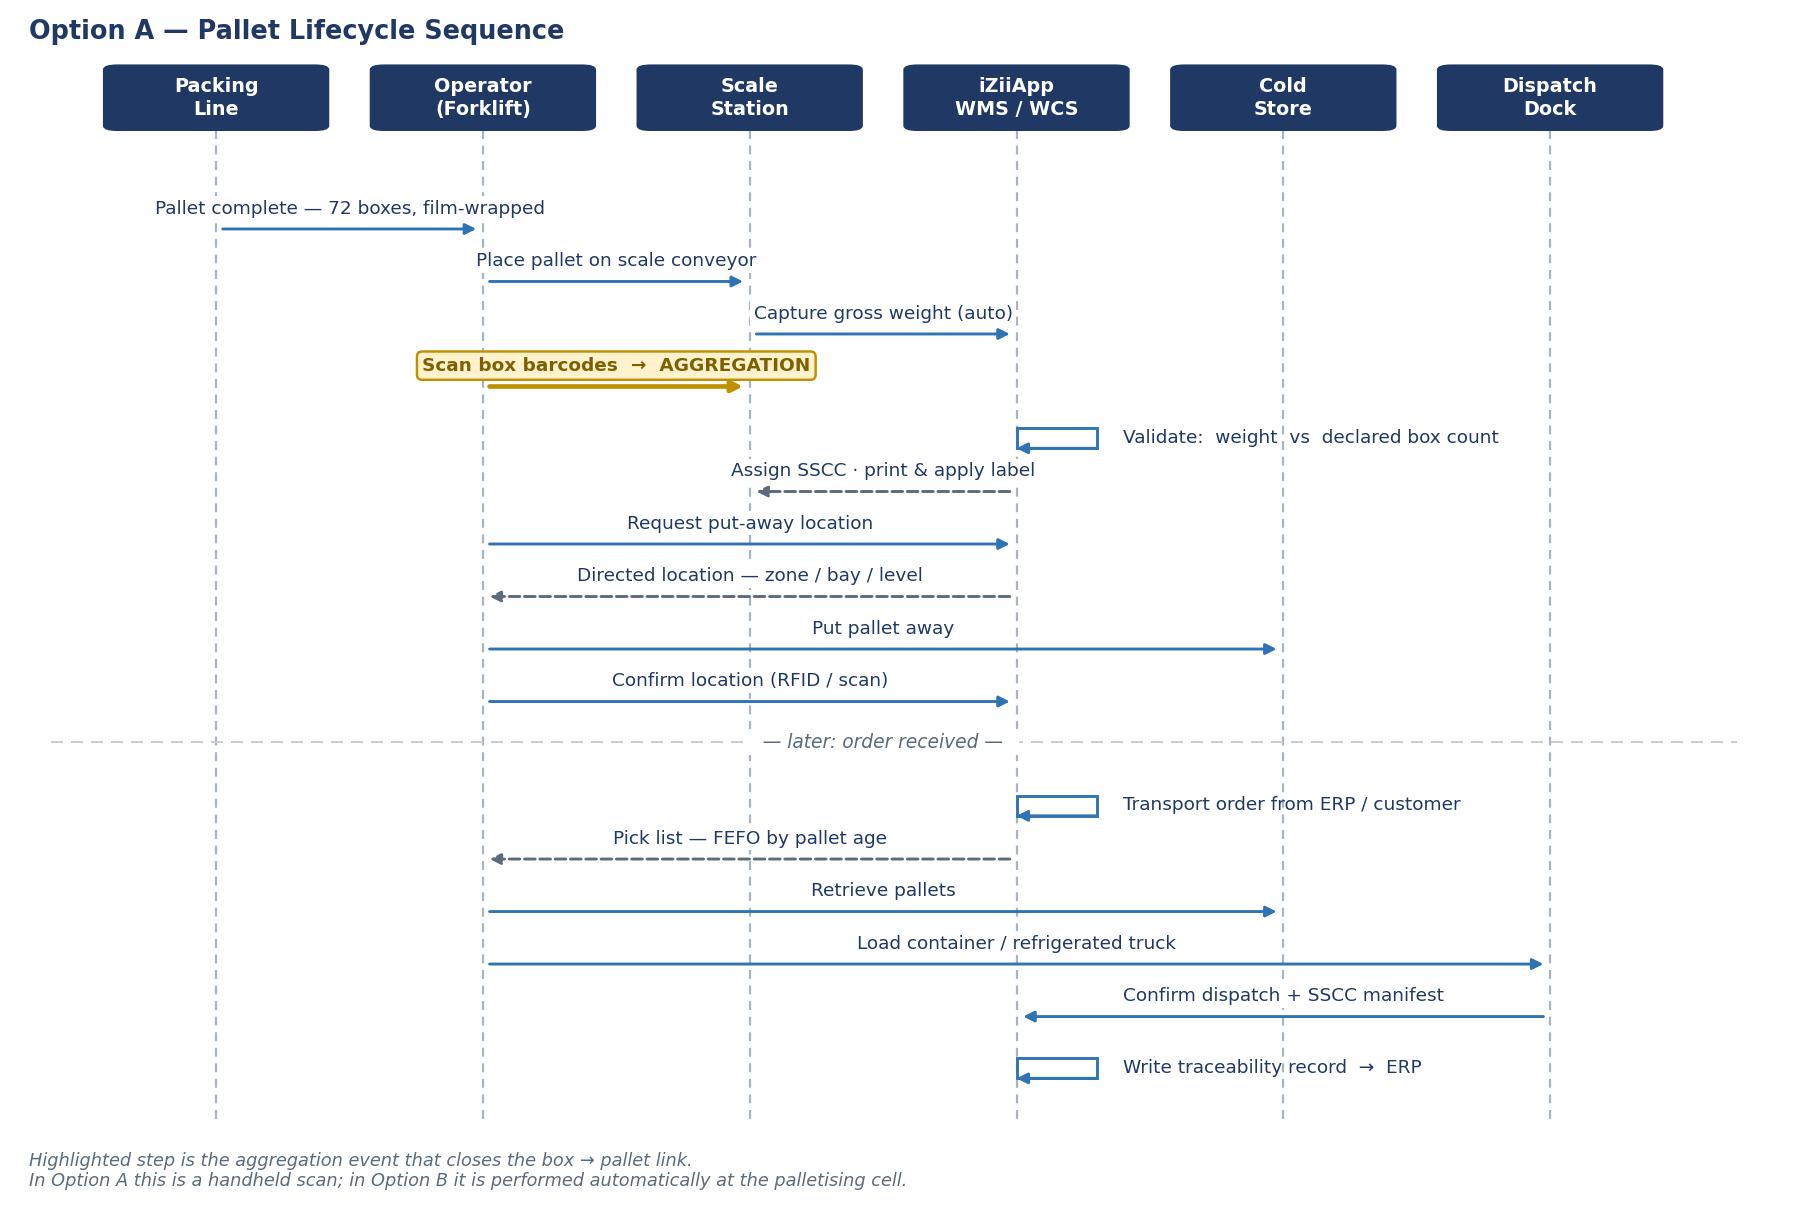 Option A — Pallet Lifecycle Sequence
Packing
Line
Operator
(Forklift)
Scale
Station
iZiiApp
WMS / WCS
Cold
Store
Dispatch
Dock
Pallet complete — 72 boxes, film-wrapped
Place pallet on scale conveyor
Capture gross weight (auto)
Scan box barcodes → AGGREGATION
Validate: weight vs declared box count
Assign SSCC · print & apply label
Request put-away location
Directed location — zone / bay / level
Put pallet away
Confirm location (RFID / scan)
— later: order received —
Transport order from ERP / customer
Pick list — FEFO by pallet age
Retrieve pallets
Load container / refrigerated truck
Confirm dispatch + SSCC manifest
Write traceability record → ERP
Highlighted step is the aggregation event that closes the box → pallet link.
In Option A this is a handheld scan; in Option B it is performed automatically at the palletising cell.